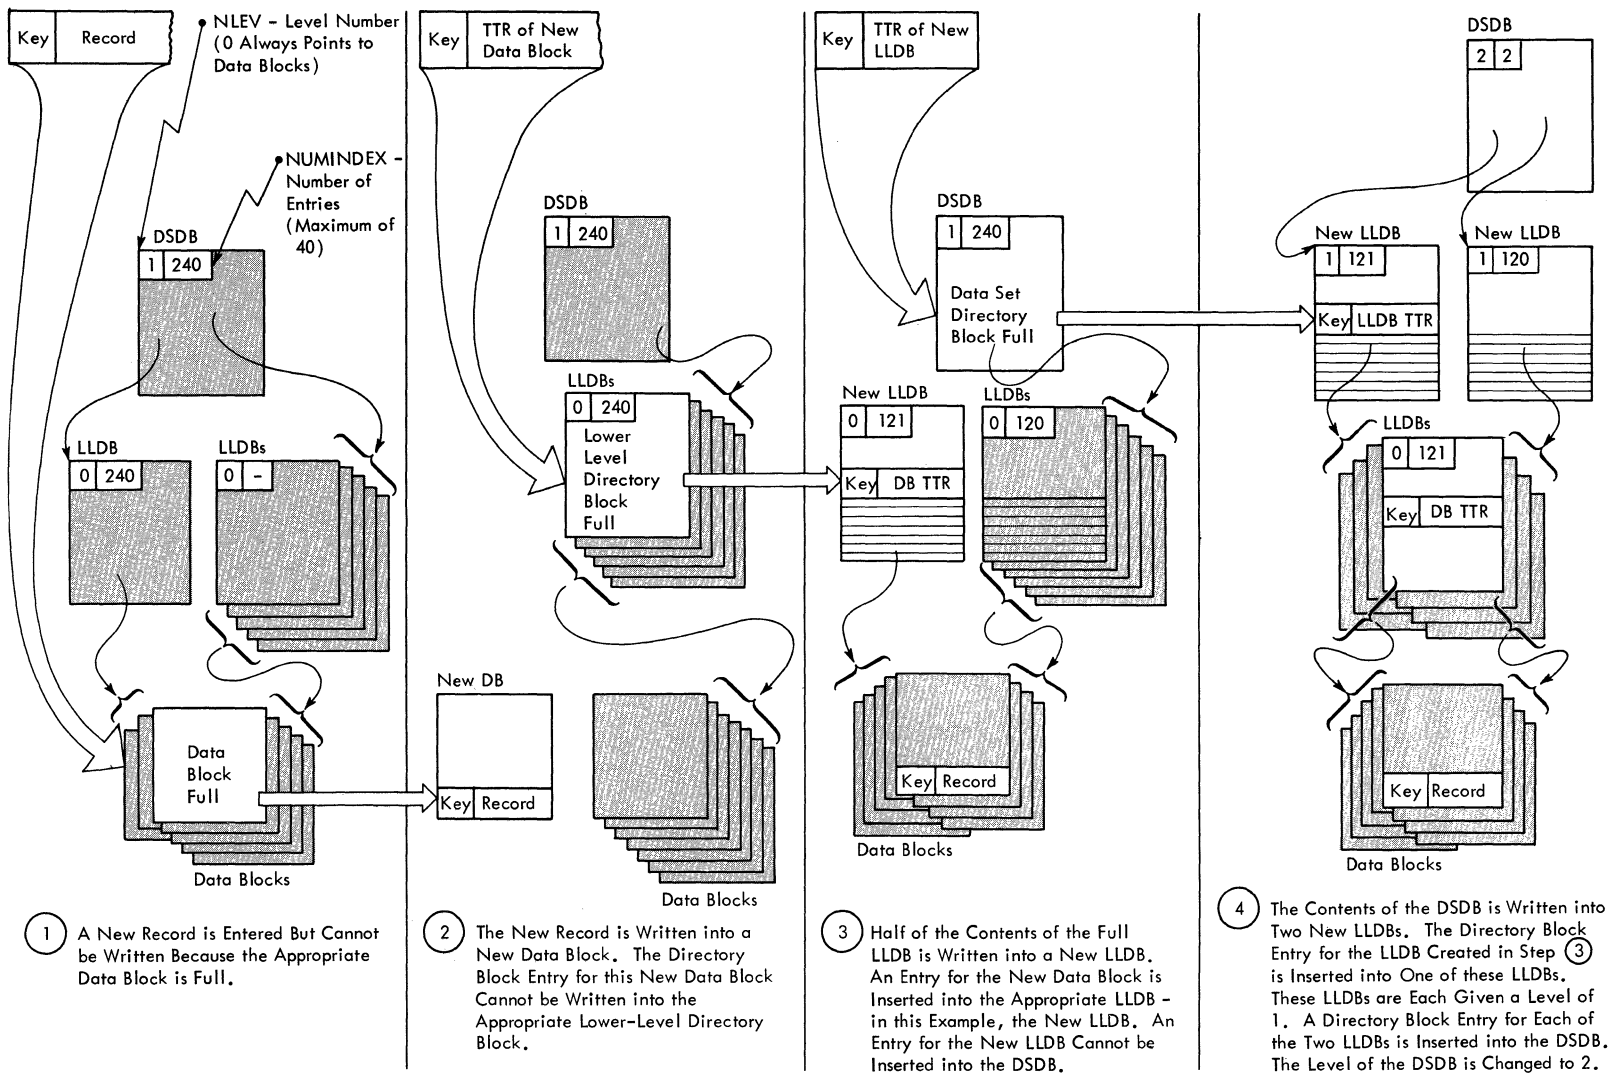 Key Record
NLEV - Level Number
(0 Always Points to
Data Blocks)
NUMINDEX -
Number of
Entries
(Maximum of
40)
DSDB
1 240
LLDB
0 240
LLDBs
0 -
Data
Block
Full
Data Blocks
1 A New Record is Entered But Cannot
be Written Because the Appropriate
Data Block is Full.
Key TTR of New
Data Block
DSDB
1 240
LLDBs
0 240
Lower
Level
Directory
Block
Full
New DB
Key Record
Data Blocks
2 The New Record is Written into a
New Data Block. The Directory
Block Entry for this New Data Block
Cannot be Written into the
Appropriate Lower-Level Directory
Block.
Key TTR of New
LLDB
DSDB
1 240
Data Set
Directory
Block Full
New LLDB
0 121
Key DB TTR
LLDBs
0 120
Key Record
Data Blocks
3 Half of the Contents of the Full
LLDB is Written into a New LLDB.
An Entry for the New Data Block is
Inserted into the Appropriate LLDB -
in this Example, the New LLDB. An
Entry for the New LLDB Cannot be
Inserted into the DSDB.
DSDB
2 2
New LLDB
1 121
Key LLDB TTR
New LLDB
1 120
LLDBs
0 121
Key DB TTR
Key Record
Data Blocks
4 The Contents of the DSDB is Written into
Two New LLDBs. The Directory Block
Entry for the LLDB Created in Step 3
is Inserted into One of these LLDBs.
These LLDBs are Each Given a Level of
1. A Directory Block Entry for Each of
the Two LLDBs is Inserted into the DSDB.
The Level of the DSDB is Changed to 2.